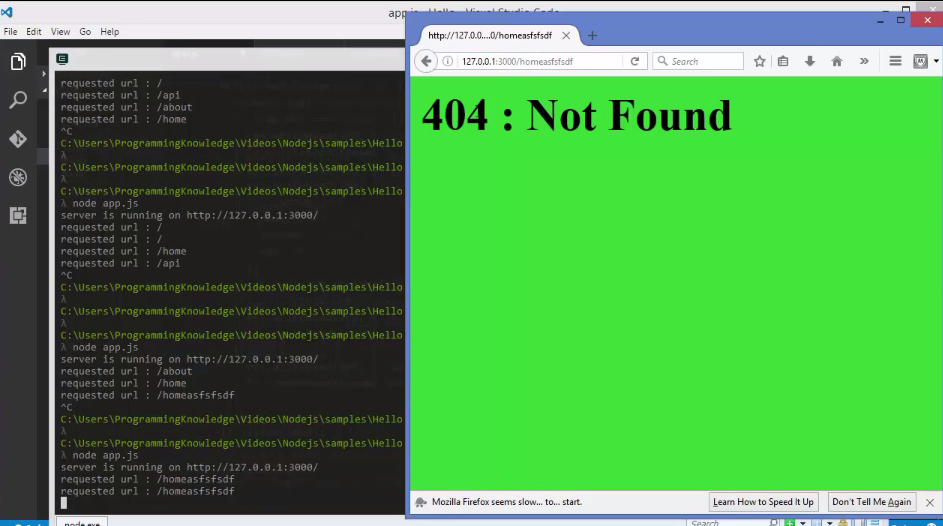 app.js - Hello - Visual Studio Code
File Edit View Go Help
requested url : /
requested url : /api
requested url : /about
requested url : /home
^C
C:\Users\ProgrammingKnowledge\Videos\Nodejs\samples\Hello
λ
C:\Users\ProgrammingKnowledge\Videos\Nodejs\samples\Hello
λ
C:\Users\ProgrammingKnowledge\Videos\Nodejs\samples\Hello
λ node app.js
server is running on http://127.0.0.1:3000/
requested url : /
requested url : /
requested url : /home
requested url : /api
^C
C:\Users\ProgrammingKnowledge\Videos\Nodejs\samples\Hello
λ
C:\Users\ProgrammingKnowledge\Videos\Nodejs\samples\Hello
λ
C:\Users\ProgrammingKnowledge\Videos\Nodejs\samples\Hello
λ node app.js
server is running on http://127.0.0.1:3000/
requested url : /about
requested url : /home
requested url : /homeasfsfsdf
^C
C:\Users\ProgrammingKnowledge\Videos\Nodejs\samples\Hello
λ
C:\Users\ProgrammingKnowledge\Videos\Nodejs\samples\Hello
λ node app.js
server is running on http://127.0.0.1:3000/
requested url : /homeasfsfsdf
requested url : /homeasfsfsdf
node.exe
http://127.0.0....0/homeasfsfsdf
127.0.0.1:3000/homeasfsfsdf
Search
404 : Not Found
Mozilla Firefox seems slow... to... start.
Learn How to Speed It Up
Don't Tell Me Again
Search